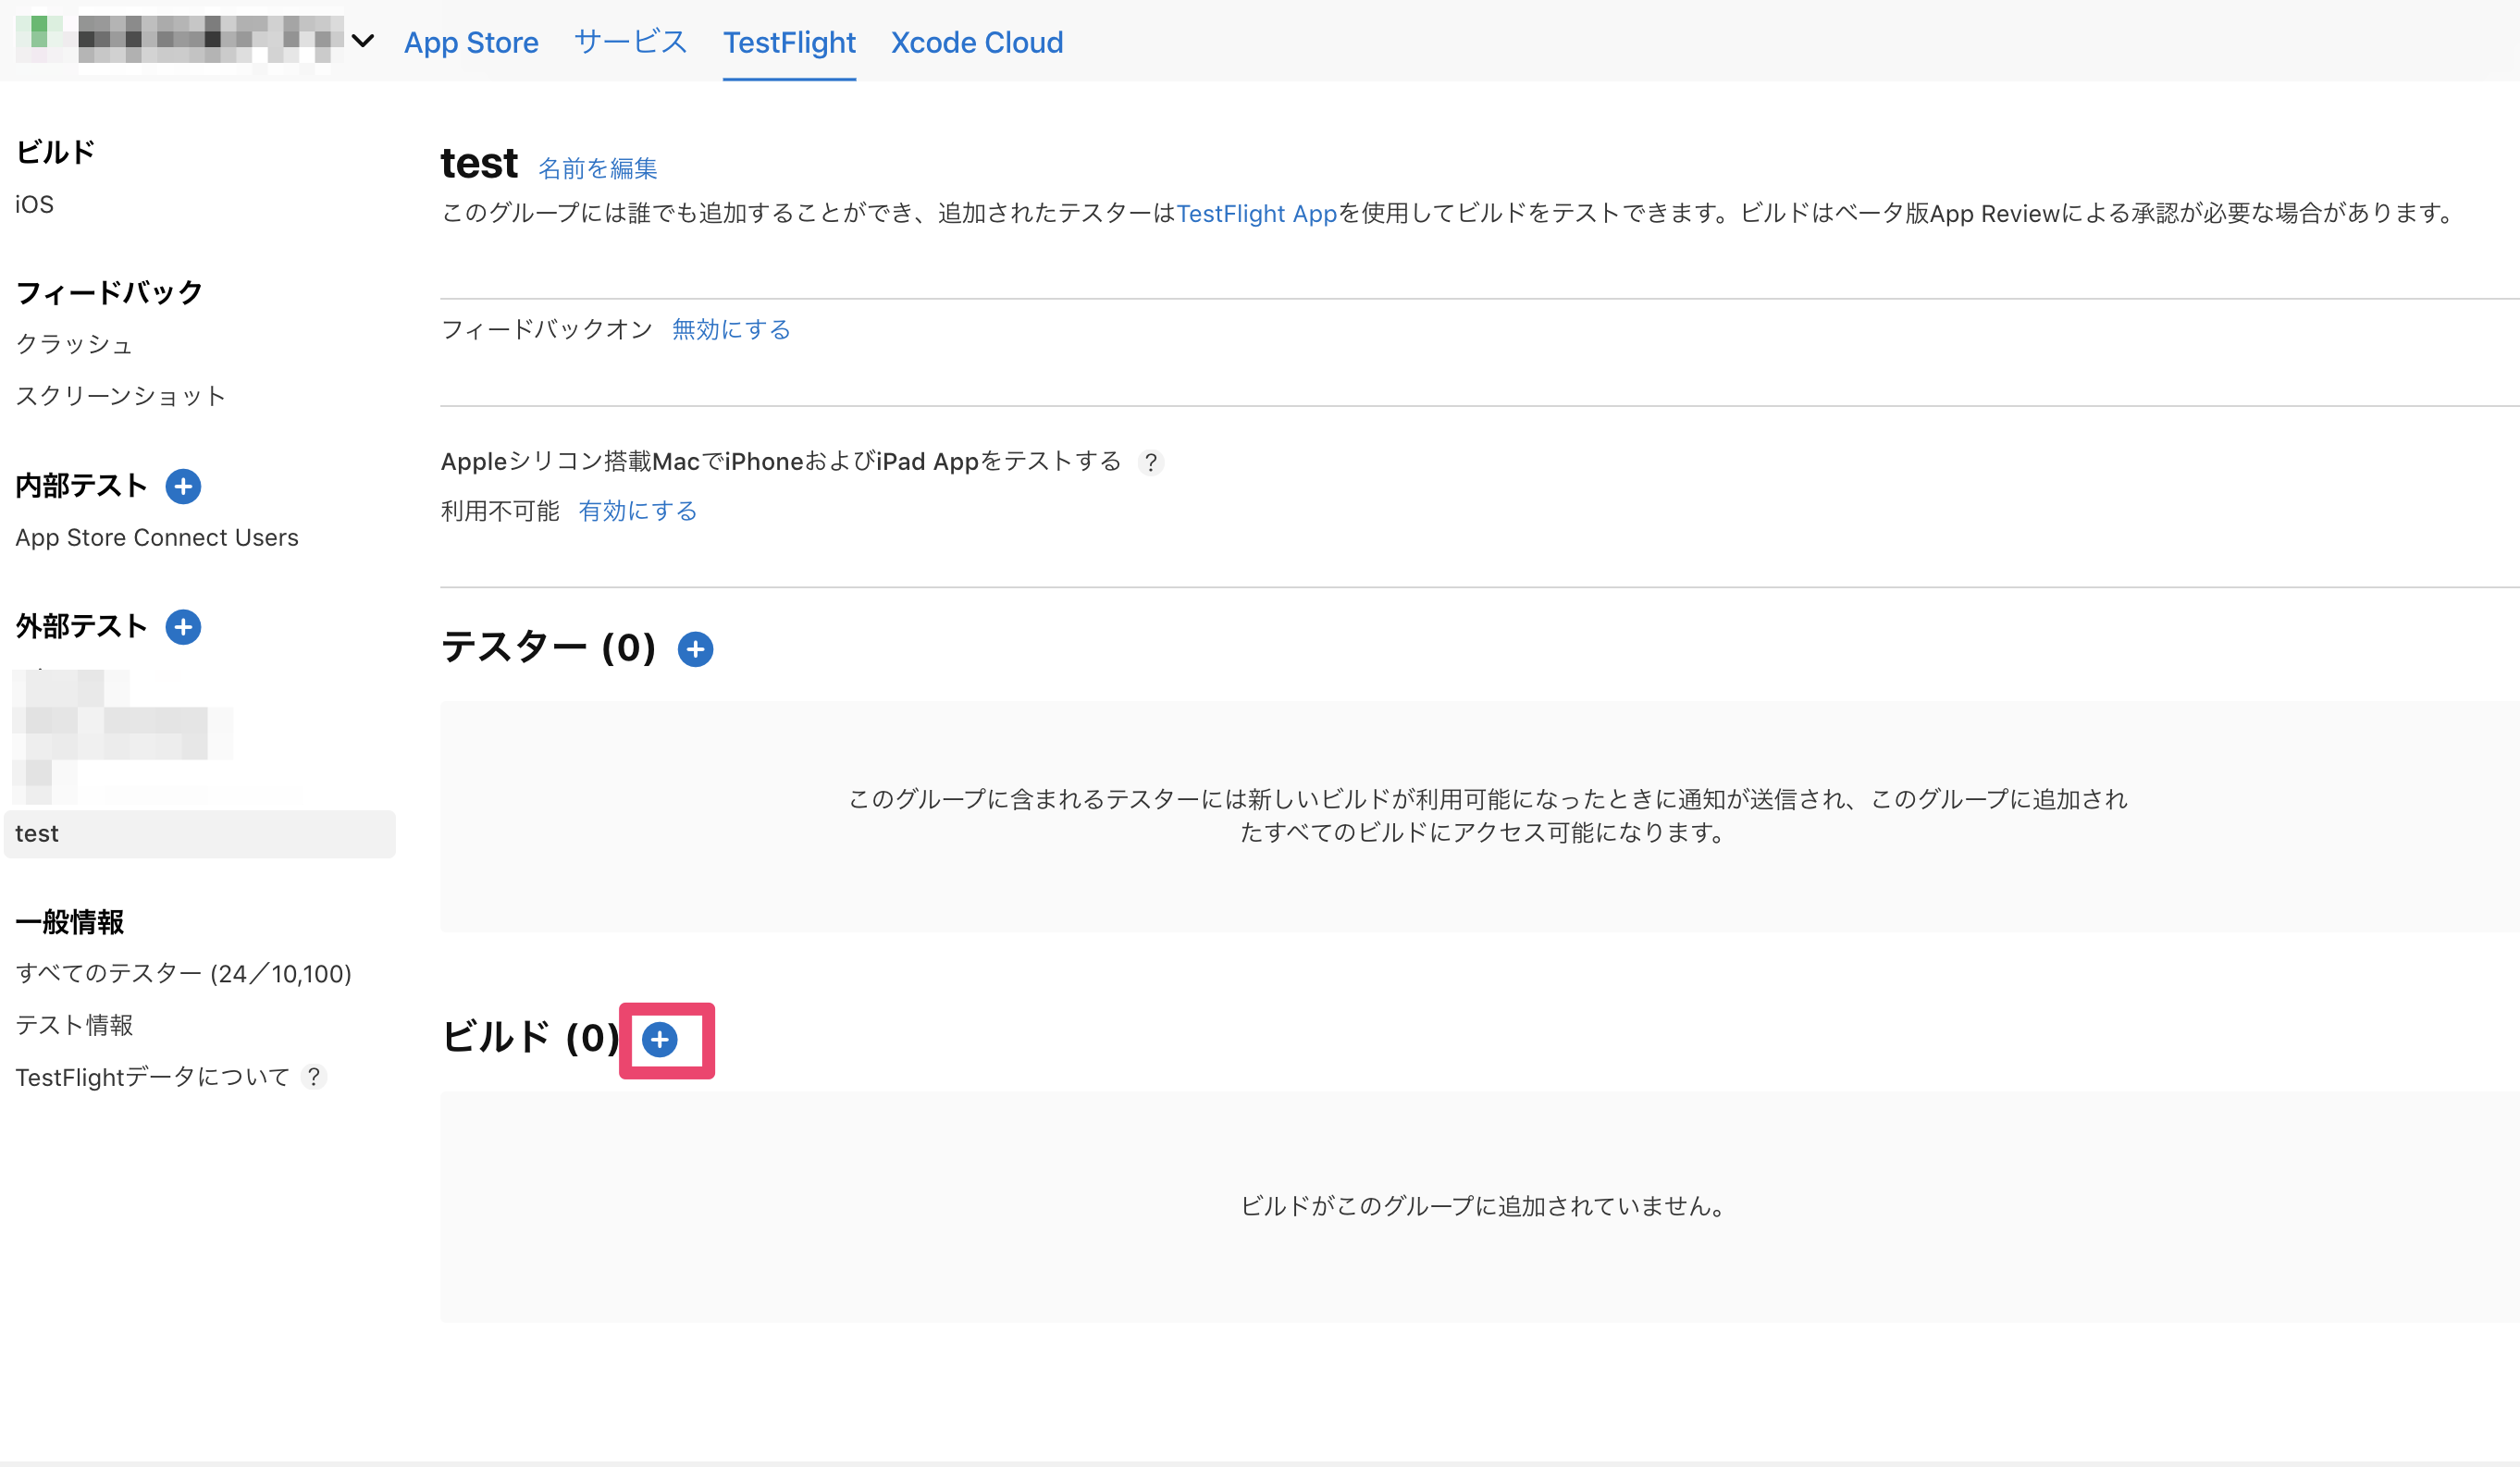 App Store サービス TestFlight Xcode Cloud
ビルド
iOS
フィードバック
クラッシュ
スクリーンショット
内部テスト
App Store Connect Users
外部テスト
test
一般情報
すべてのテスター (24／10,100)
テスト情報
TestFlightデータについて ?
test 名前を編集
このグループには誰でも追加することができ、追加されたテスターはTestFlight Appを使用してビルドをテストできます。ビルドはベータ版App Reviewによる承認が必要な場合があります。
フィードバックオン 無効にする
Appleシリコン搭載MacでiPhoneおよびiPad Appをテストする ?
利用不可能 有効にする
テスター (0)
このグループに含まれるテスターには新しいビルドが利用可能になったときに通知が送信され、このグループに追加され
たすべてのビルドにアクセス可能になります。
ビルド (0)
ビルドがこのグループに追加されていません。